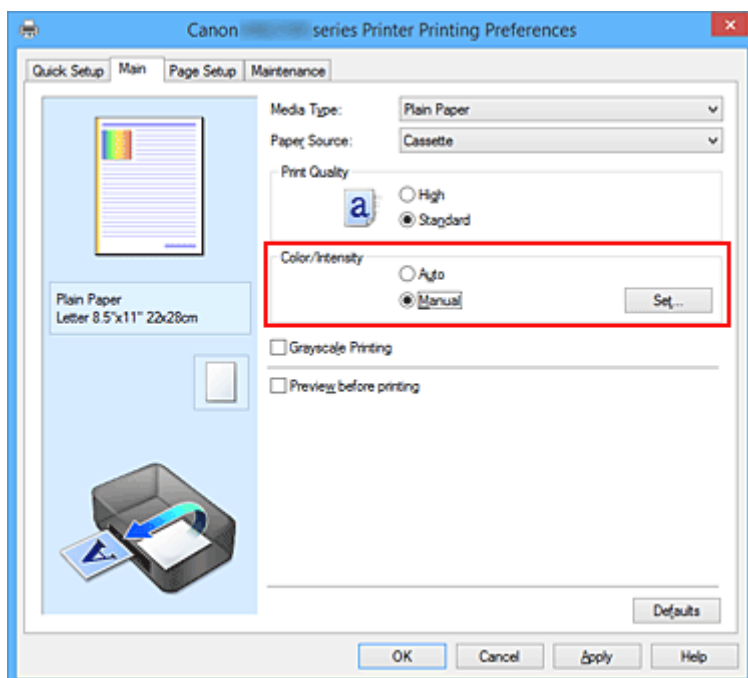 Canon series Printer Printing Preferences
Quick Setup Main Page Setup Maintenance
Media Type: Plain Paper
Paper Source: Cassette
Print Quality
a
High
Standard
Color/Intensity
Auto
Manual Set...
Plain Paper
Letter 8.5"x11" 22x28cm
Grayscale Printing
Preview before printing
A
Defaults
OK Cancel Apply Help